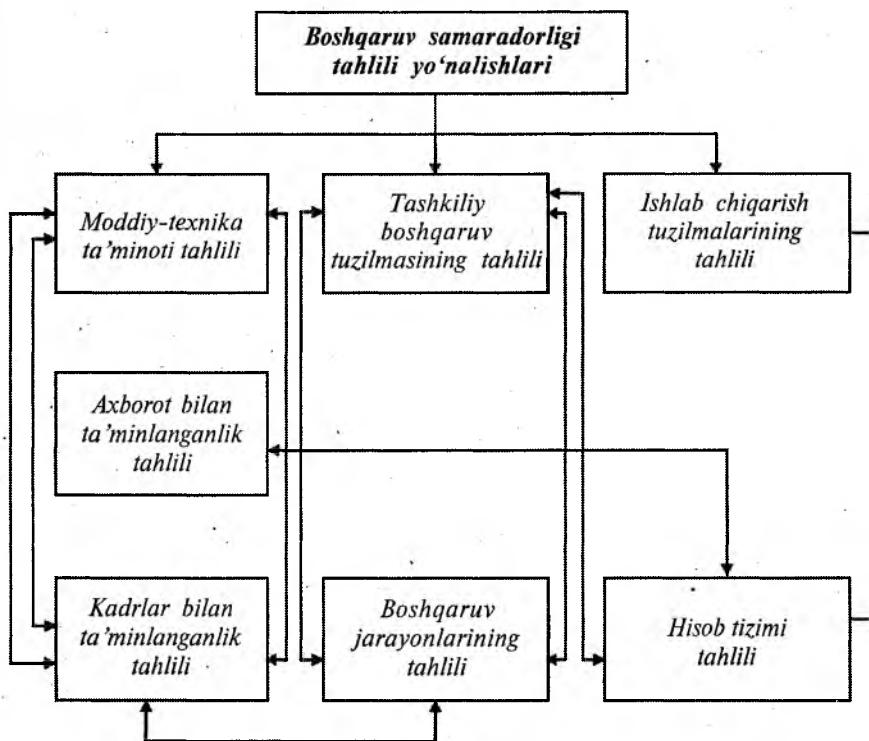 Boshqaruv samaradorligi
tahlili yo‘nalishlari
Moddiy-texnika
ta’minoti tahlili
Tashkiliy
boshqaruv
tuzilmasining tahlili
Ishlab chiqarish
tuzilmalarining
tahlili
Axborot bilan
ta’minlanganlik
tahlili
Kadrlar bilan
ta’minlanganlik
tahlili
Boshqaruv
jarayonlarining
tahlili
Hisob tizimi
tahlili